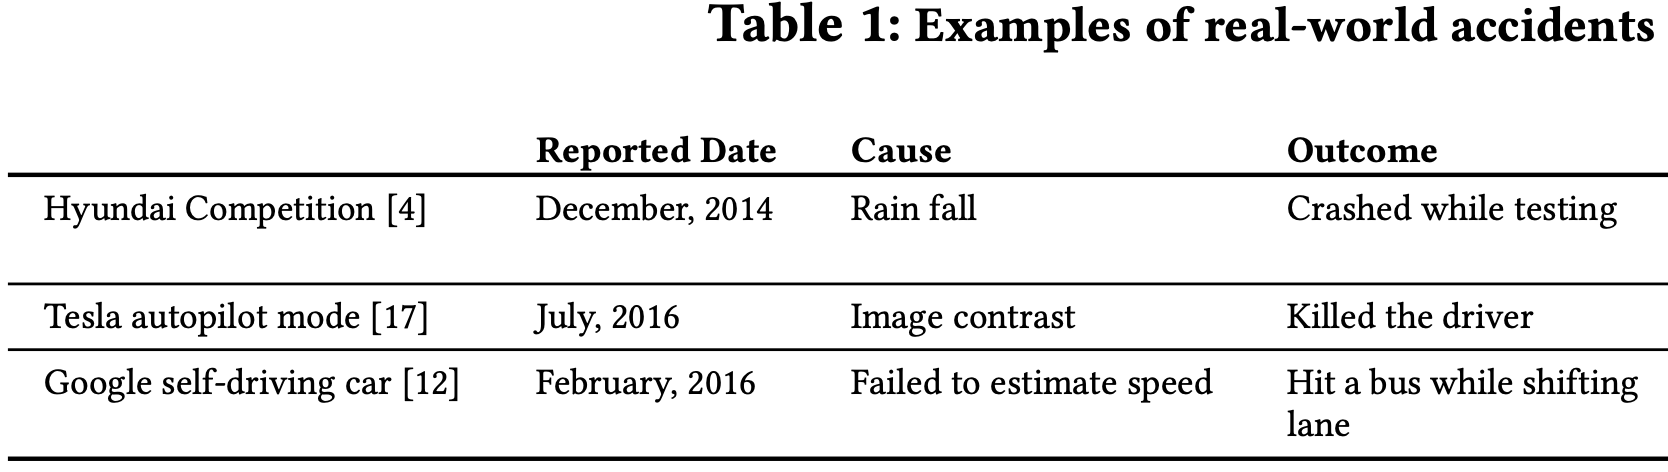 Table 1: Examples of real-world accidents
Reported Date Cause Outcome
Hyundai Competition [4] December, 2014 Rain fall Crashed while testing
Tesla autopilot mode [17] July, 2016 Image contrast Killed the driver
Google self-driving car [12] February, 2016 Failed to estimate speed Hit a bus while shifting
lane